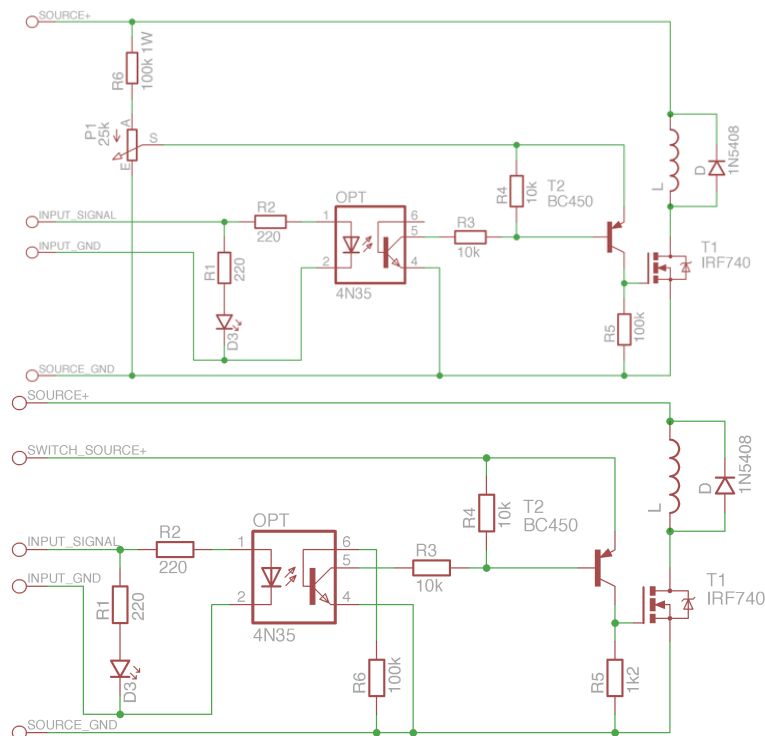 SOURCE+
R6
100k 1W
P1
25k
A
S
E
INPUT_SIGNAL
R2
220
OPT
1
6
5
2
4
4N35
INPUT_GND
R1
220
D3
R3
10k
R4
10k
T2
BC450
L
D
1N5408
T1
IRF740
R5
100k
SOURCE_GND
SOURCE+
SWITCH_SOURCE+
INPUT_SIGNAL
R2
220
OPT
1
6
5
2
4
4N35
INPUT_GND
R1
220
D3
R3
10k
R4
10k
T2
BC450
L
D
1N5408
T1
IRF740
R6
100k
R5
1k2
SOURCE_GND